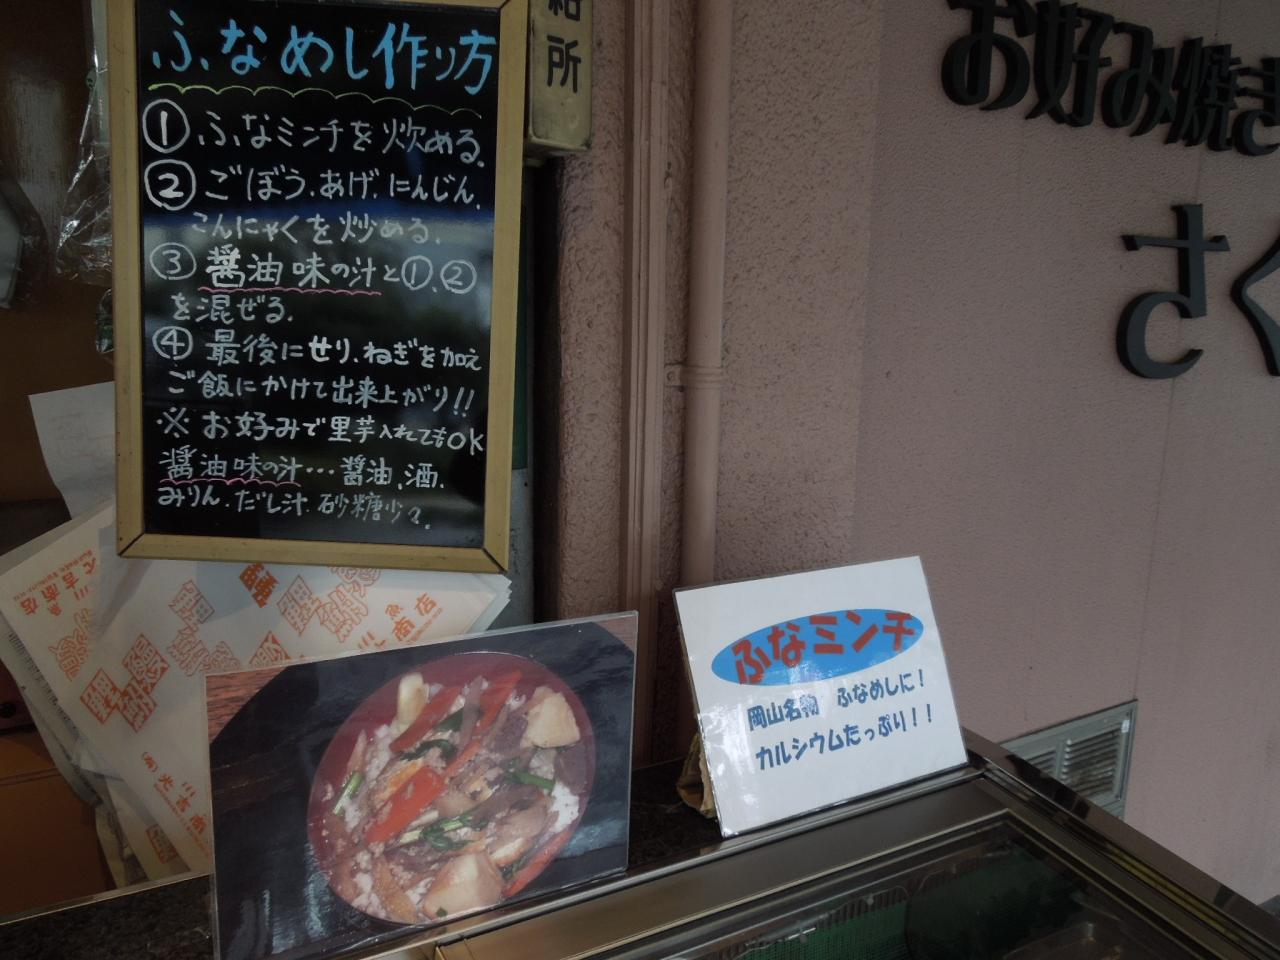 ふなめし作り方
①ふなミンチを炒める。
②ごぼう、あげ、にんじん、
こんにゃくを炒める。
③醤油味の汁と①、②
を混ぜる。
④最後にせり、ねぎを加え
ご飯にかけて出来上がり!!
※お好みで里芋入れてもOK
醤油味の汁…醤油、酒、
みりん、だし汁、砂糖少々。
所
お好み焼き
さく
ふなミンチ
岡山名物 ふなめしに!
カルシウムたっぷり!!
魚
商店